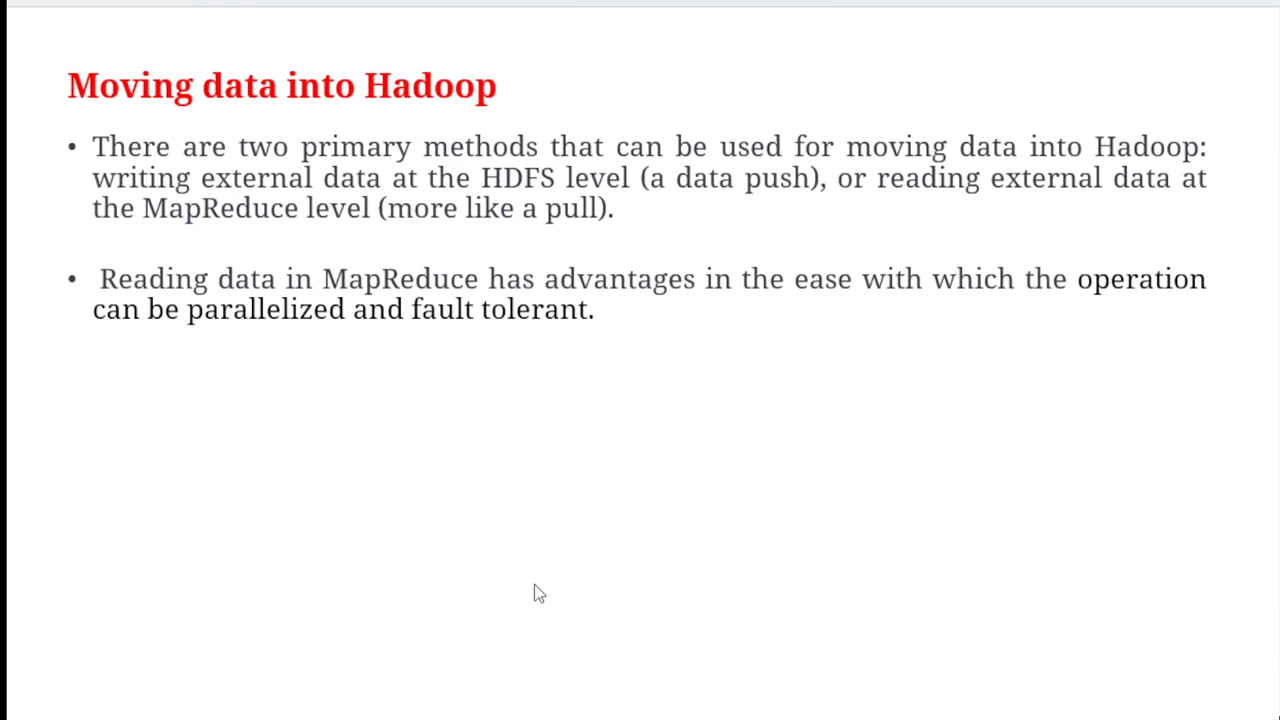 Moving data into Hadoop
• There are two primary methods that can be used for moving data into Hadoop:
writing external data at the HDFS level (a data push), or reading external data at
the MapReduce level (more like a pull).
• Reading data in MapReduce has advantages in the ease with which the operation
can be parallelized and fault tolerant.